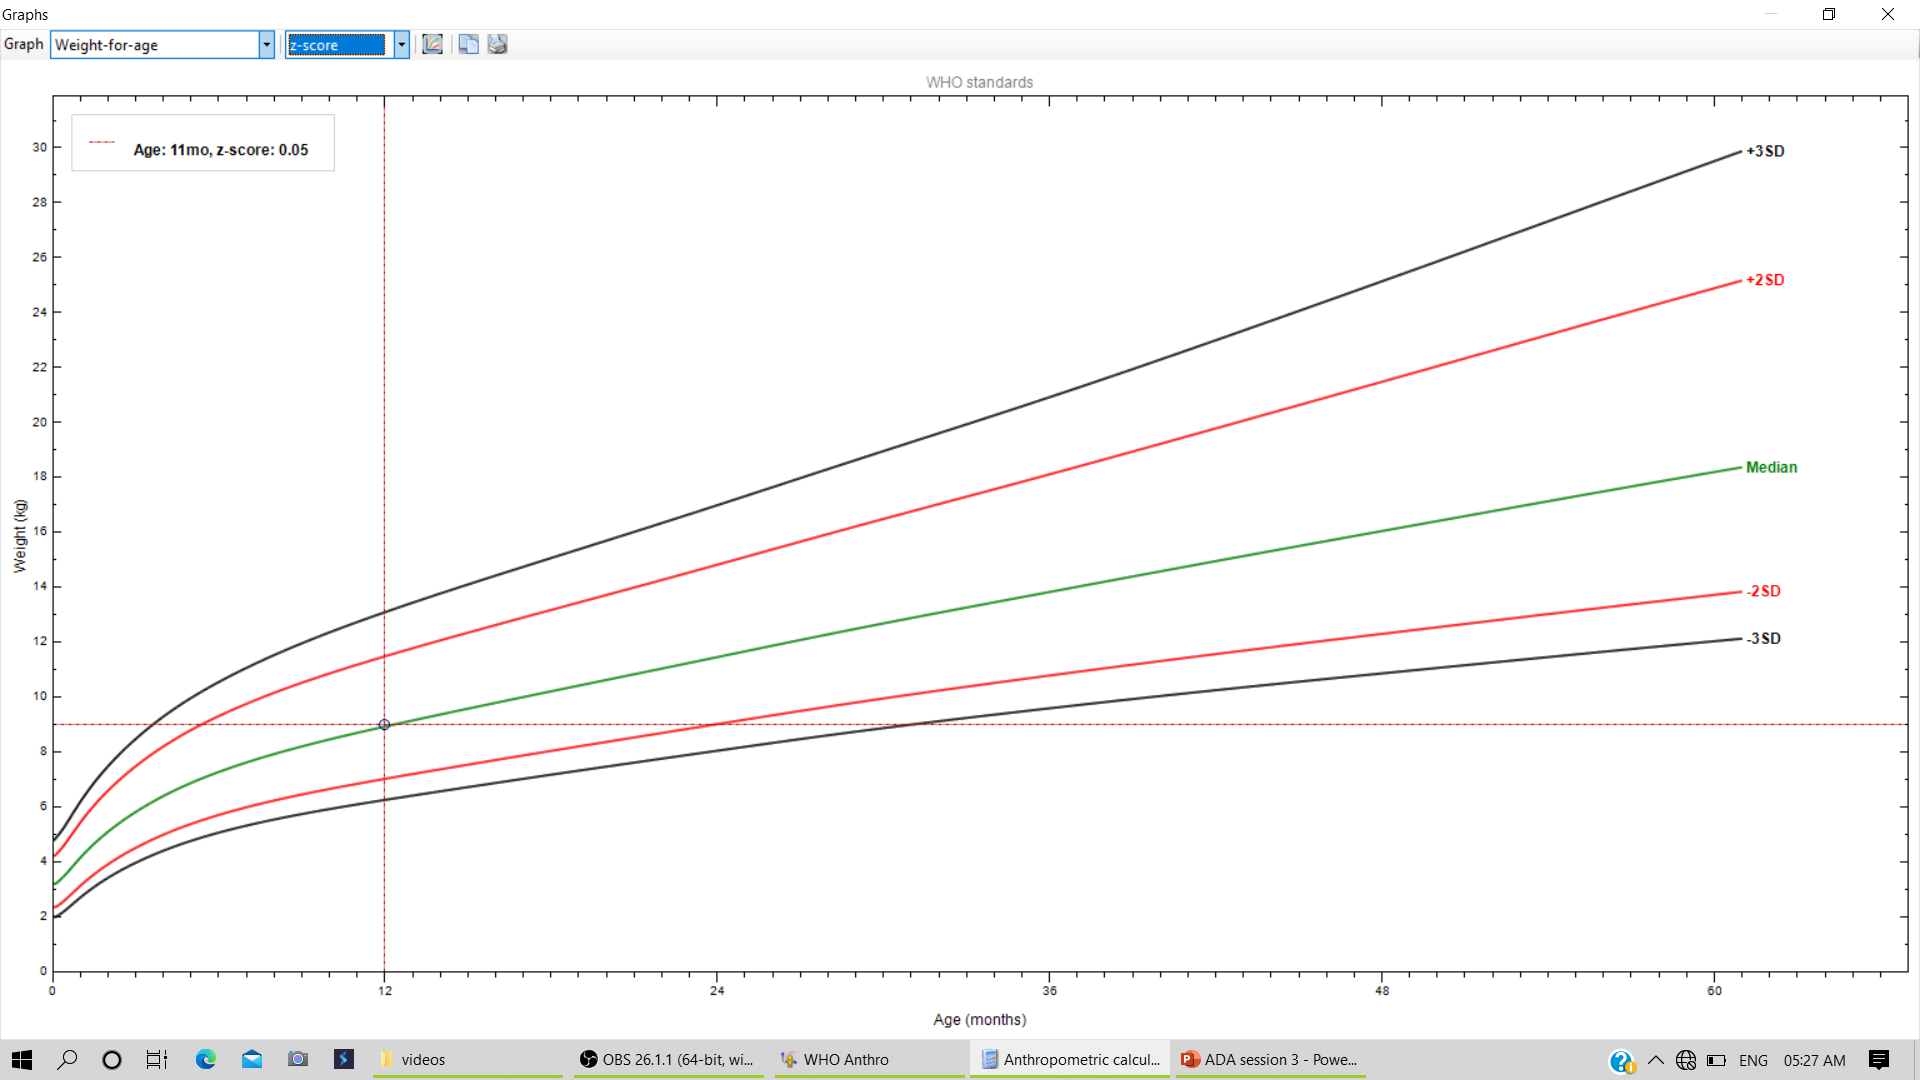 Graphs
Graph Weight-for-age z-score
WHO standards
Age: 11mo, z-score: 0.05
30
28
26
24
22
20
18
16
14
12
10
8
6
4
2
0
Weight (kg)
+3SD
+2SD
Median
-2SD
-3SD
0 12 24 36 48 60
Age (months)
videos OBS 26.1.1 (64-bit, wi... WHO Anthro Anthropometric calcul... ADA session 3 - Powe... ENG 05:27 AM